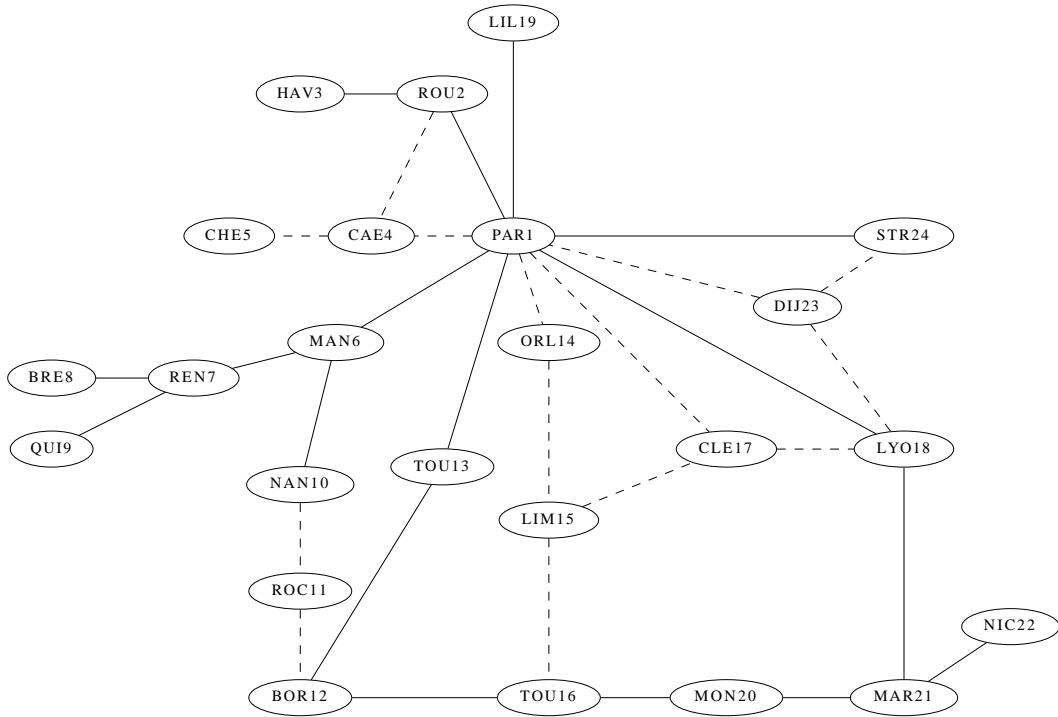 LIL19
HAV3 ROU2
CHE5 CAE4 PAR1 STR24
DIJ23
MAN6 ORL14
BRE8 REN7
QUI9 CLE17 LYO18
TOU13
NAN10
LIM15
ROC11
NIC22
BOR12 TOU16 MON20 MAR21